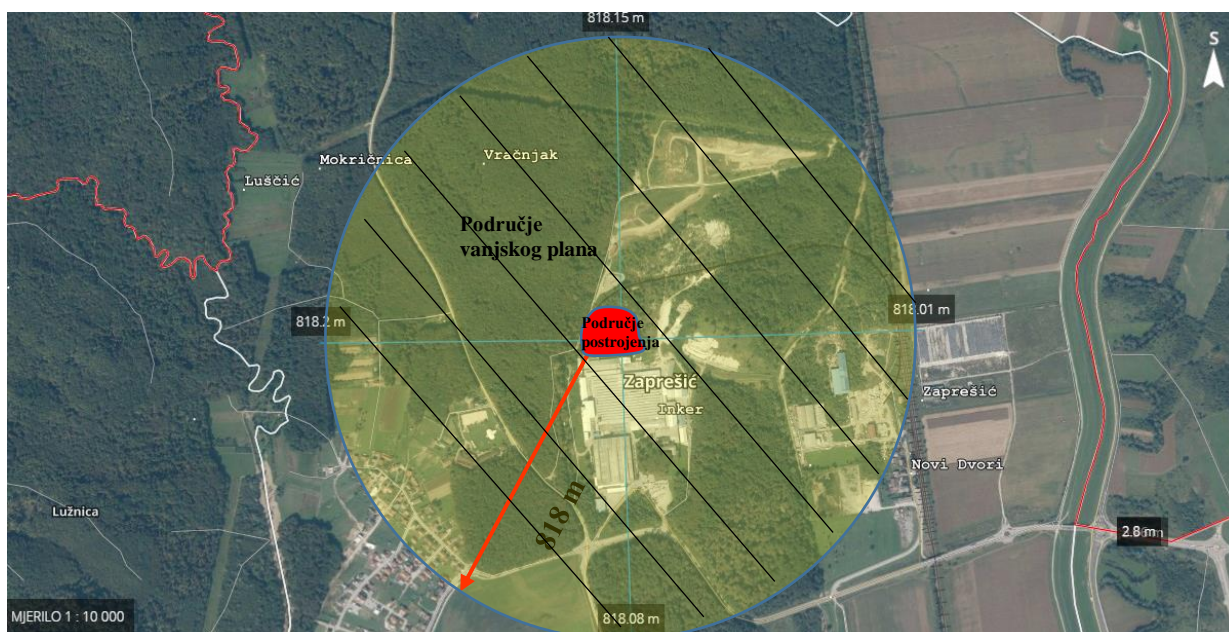 818.15 m
S
Mokričnica
Vračnjak
Luščić
Područje
vanjskog plana
818.2 m
818.01 m
Područje
postrojenja
Zaprešić
Inker
Zaprešić
Novi Dvori
818 m
Lužnica
2.8 m
818.08 m
MJERILO 1 : 10 000